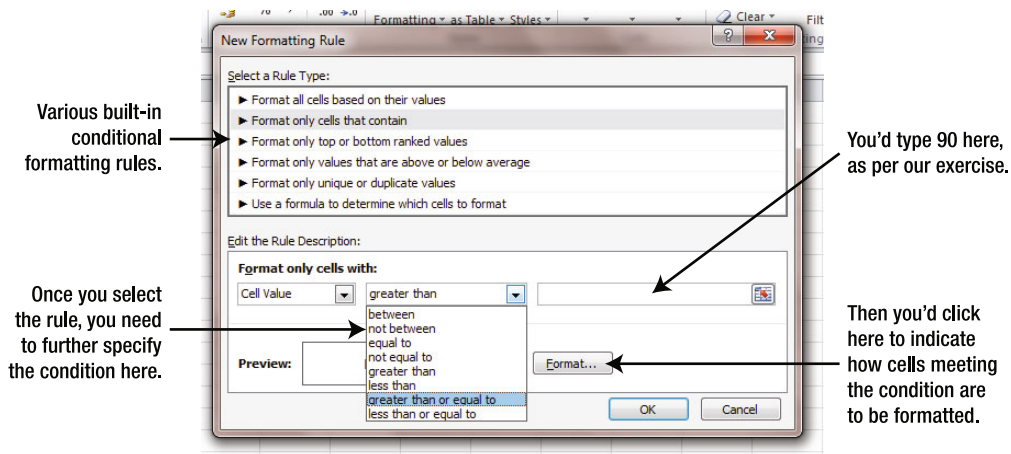 .00 →.0
Formatting ▾ as Table ▾ Styles ▾
Clear ▾
Filt
New Formatting Rule
?
X
Select a Rule Type:
► Format all cells based on their values
► Format only cells that contain
► Format only top or bottom ranked values
► Format only values that are above or below average
► Format only unique or duplicate values
► Use a formula to determine which cells to format
Edit the Rule Description:
Format only cells with:
Cell Value
greater than
between
not between
equal to
not equal to
greater than
less than
greater than or equal to
less than or equal to
Preview:
Format...
OK
Cancel
Various built-in
conditional
formatting rules.
Once you select
the rule, you need
to further specify
the condition here.
You'd type 90 here,
as per our exercise.
Then you'd click
here to indicate
how cells meeting
the condition are
to be formatted.